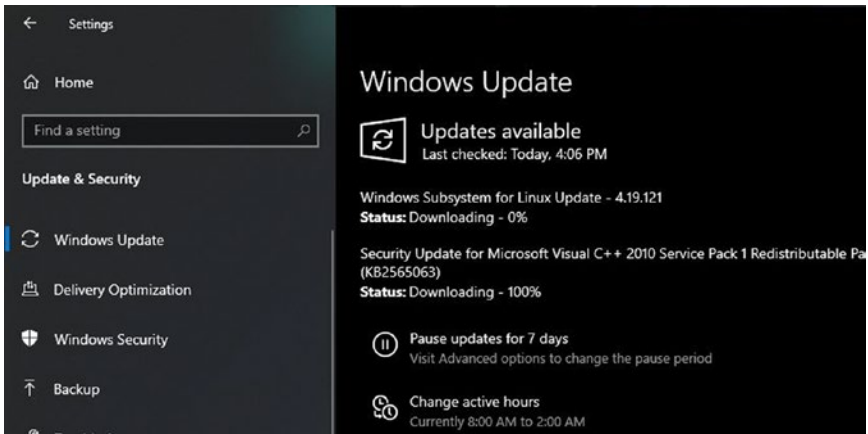 Settings
Home
Find a setting
Update & Security
Windows Update
Delivery Optimization
Windows Security
Backup
Windows Update
Updates available
Last checked: Today, 4:06 PM
Windows Subsystem for Linux Update - 4.19.121
Status: Downloading - 0%
Security Update for Microsoft Visual C++ 2010 Service Pack 1 Redistributable Pa
(KB2565063)
Status: Downloading - 100%
Pause updates for 7 days
Visit Advanced options to change the pause period
Change active hours
Currently 8:00 AM to 2:00 AM